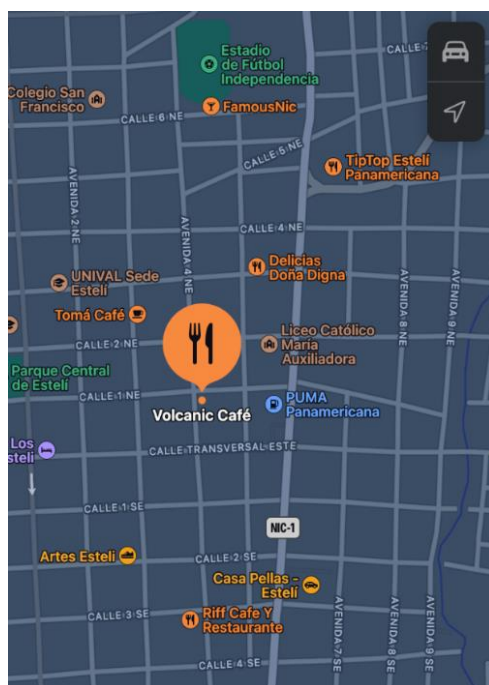 Estadio
de Fútbol
Independencia
CALLE 7
Colegio San
Francisco
FamousNic
CALLE 6 NE
CALLE 5 NE
TipTop Estelí
Panamericana
AVENIDA 2 NE
AVENIDA 4 NE
CALLE 4 NE
Delicias
Doña Digna
UNIVAL Sede
Estelí
AVENIDA 8 NE
AVENIDA 9 NE
Tomá Café
CALLE 2 NE
Liceo Católico
María
Auxiliadora
Parque Central
de Estelí
CALLE 1 NE
PUMA
Panamericana
Volcanic Café
Los
steli
CALLE TRANSVERSAL ESTE
CALLE 1 SE
NIC-1
Artes Esteli
CALLE 2 SE
Casa Pellas -
Estelí
CALLE 3 SE
Riff Cafe Y
Restaurante
AVENIDA 7 SE
AVENIDA 9 SE
CALLE 4 SE